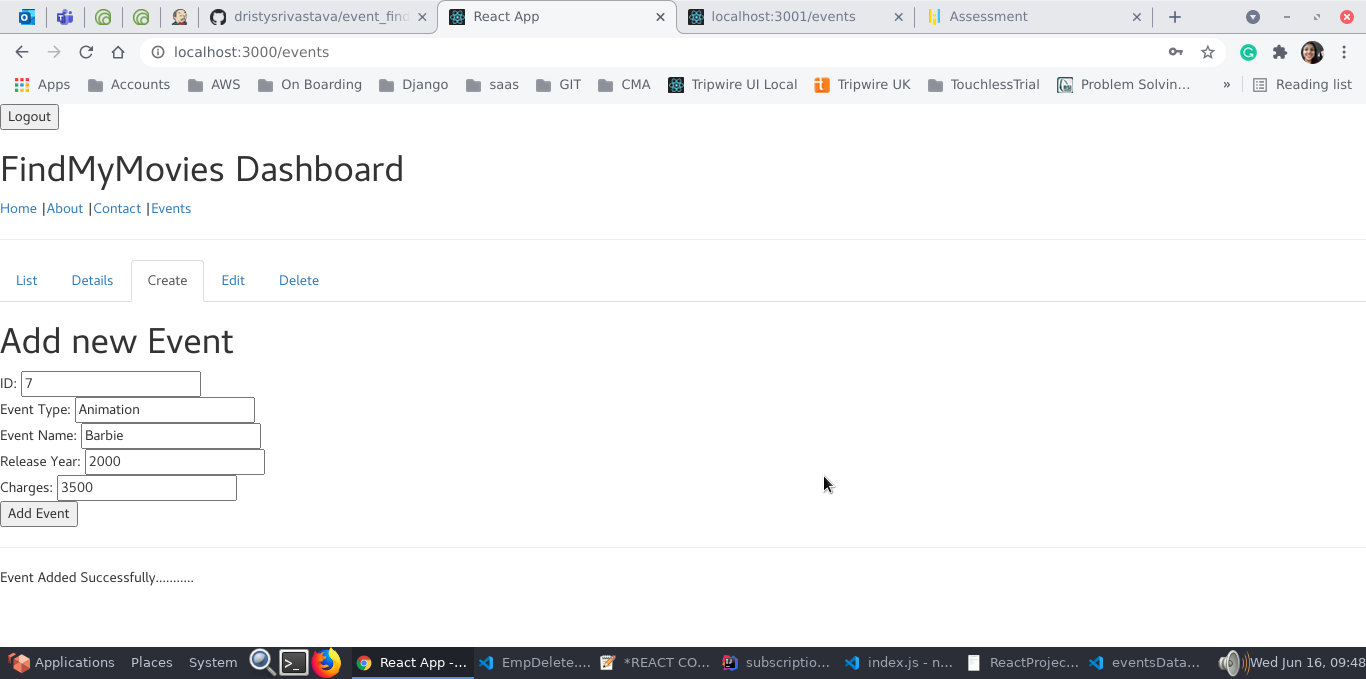 dristysrivastava/event_find
React App
localhost:3001/events
Assessment
localhost:3000/events
Apps
Accounts
AWS
On Boarding
Django
saas
GIT
CMA
Tripwire UI Local
Tripwire UK
TouchlessTrial
Problem Solvin...
»
Reading list
Logout
FindMyMovies Dashboard
Home |About |Contact |Events
List
Details
Create
Edit
Delete
Add new Event
ID: 7
Event Type: Animation
Event Name: Barbie
Release Year: 2000
Charges: 3500
Add Event
Event Added Successfully...........
Applications
Places
System
React App -...
EmpDelete....
*REACT CO...
subscriptio...
index.js - n...
ReactProjec...
eventsData...
Wed Jun 16, 09:48